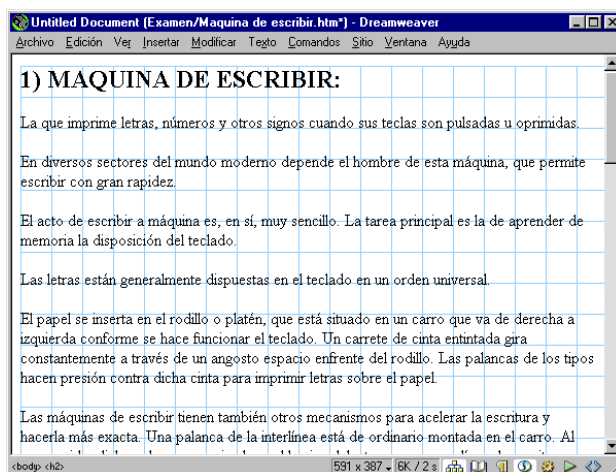 Untitled Document (Examen/Maquina de escribir.htm*) - Dreamweaver
Archivo Edición Ver Insertar Modificar Texto Comandos Sitio Ventana Ayuda
1) MAQUINA DE ESCRIBIR:
La que imprime letras, números y otros signos cuando sus teclas son pulsadas u oprimidas.
En diversos sectores del mundo moderno depende el hombre de esta máquina, que permite
escribir con gran rapidez.
El acto de escribir a máquina es, en sí, muy sencillo. La tarea principal es la de aprender de
memoria la disposición del teclado.
Las letras están generalmente dispuestas en el teclado en un orden universal.
El papel se inserta en el rodillo o platén, que está situado en un carro que va de derecha a
izquierda conforme se hace funcionar el teclado. Un carrete de cinta entintada gira
constantemente a través de un angosto espacio enfrente del rodillo. Las palancas de los tipos
hacen presión contra dicha cinta para imprimir letras sobre el papel.
Las máquinas de escribir tienen también otros mecanismos para acelerar la escritura y
hacerla más exacta. Una palanca de la interlínea está de ordinario montada en el carro. Al
<body> <h2> 591 x 387 6K / 2 s